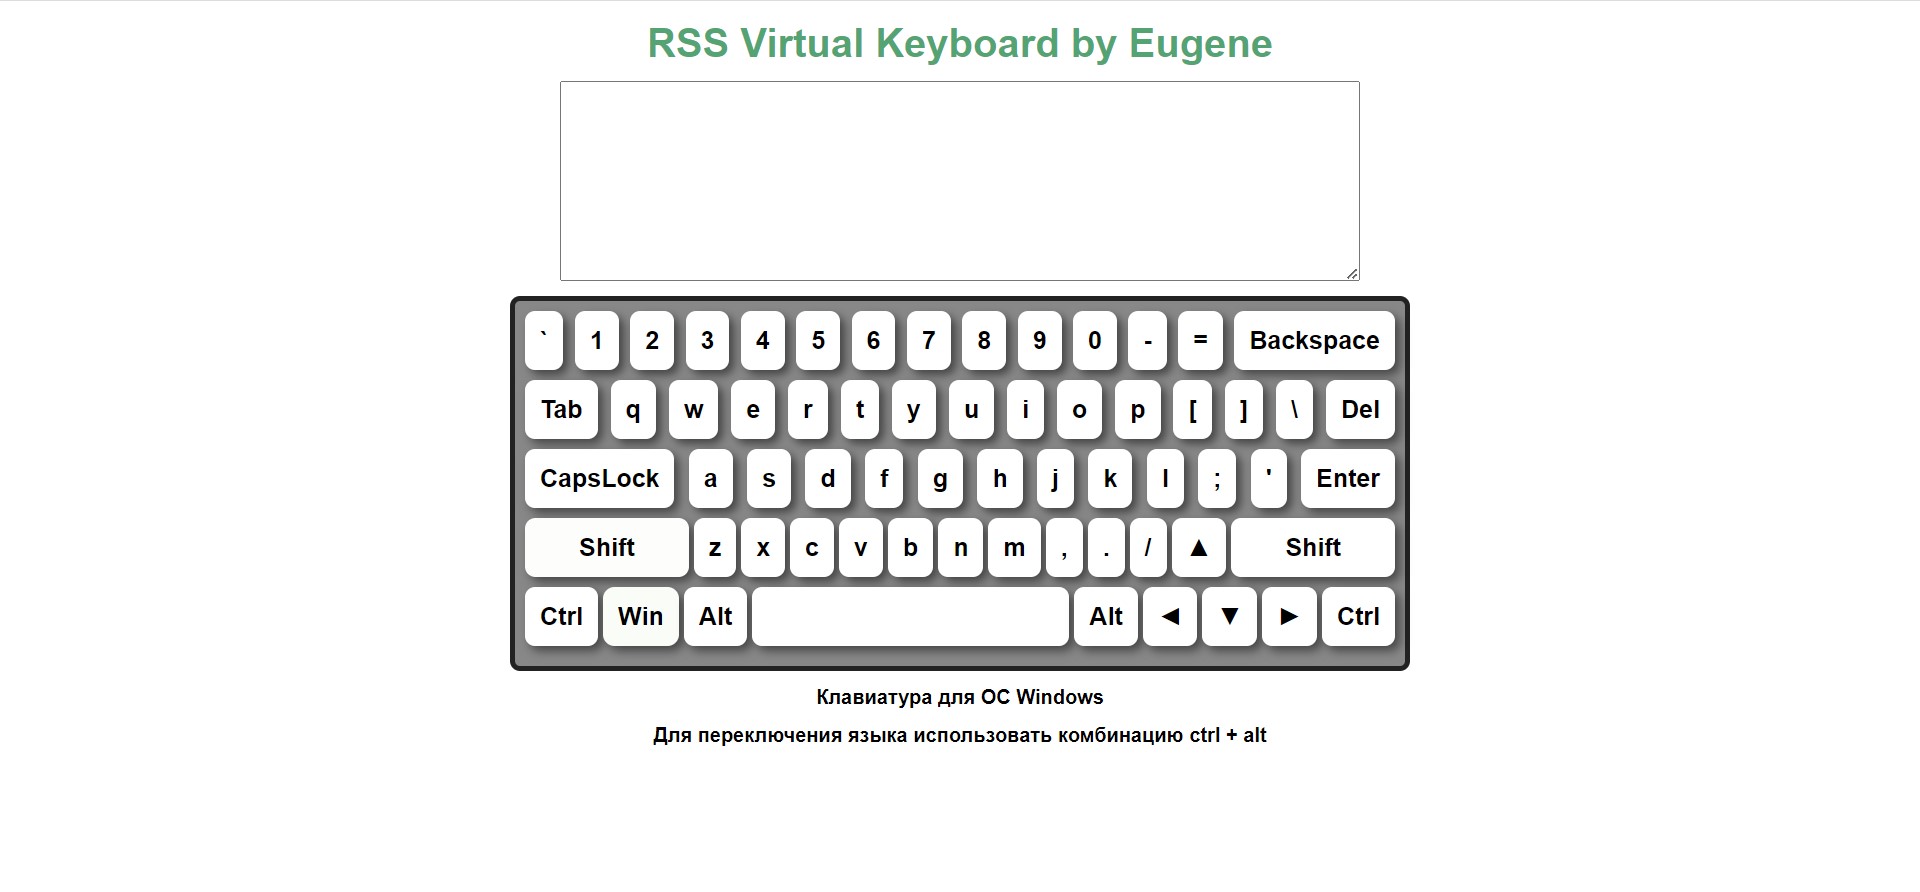 RSS Virtual Keyboard by Eugene
` 1 2 3 4 5 6 7 8 9 0 - = Backspace
Tab q w e r t y u i o p [ ] \ Del
CapsLock a s d f g h j k l ; ' Enter
Shift z x c v b n m , . / ▲ Shift
Ctrl Win Alt Alt ◄ ▼ ► Ctrl
Клавиатура для ОС Windows
Для переключения языка использовать комбинацию ctrl + alt